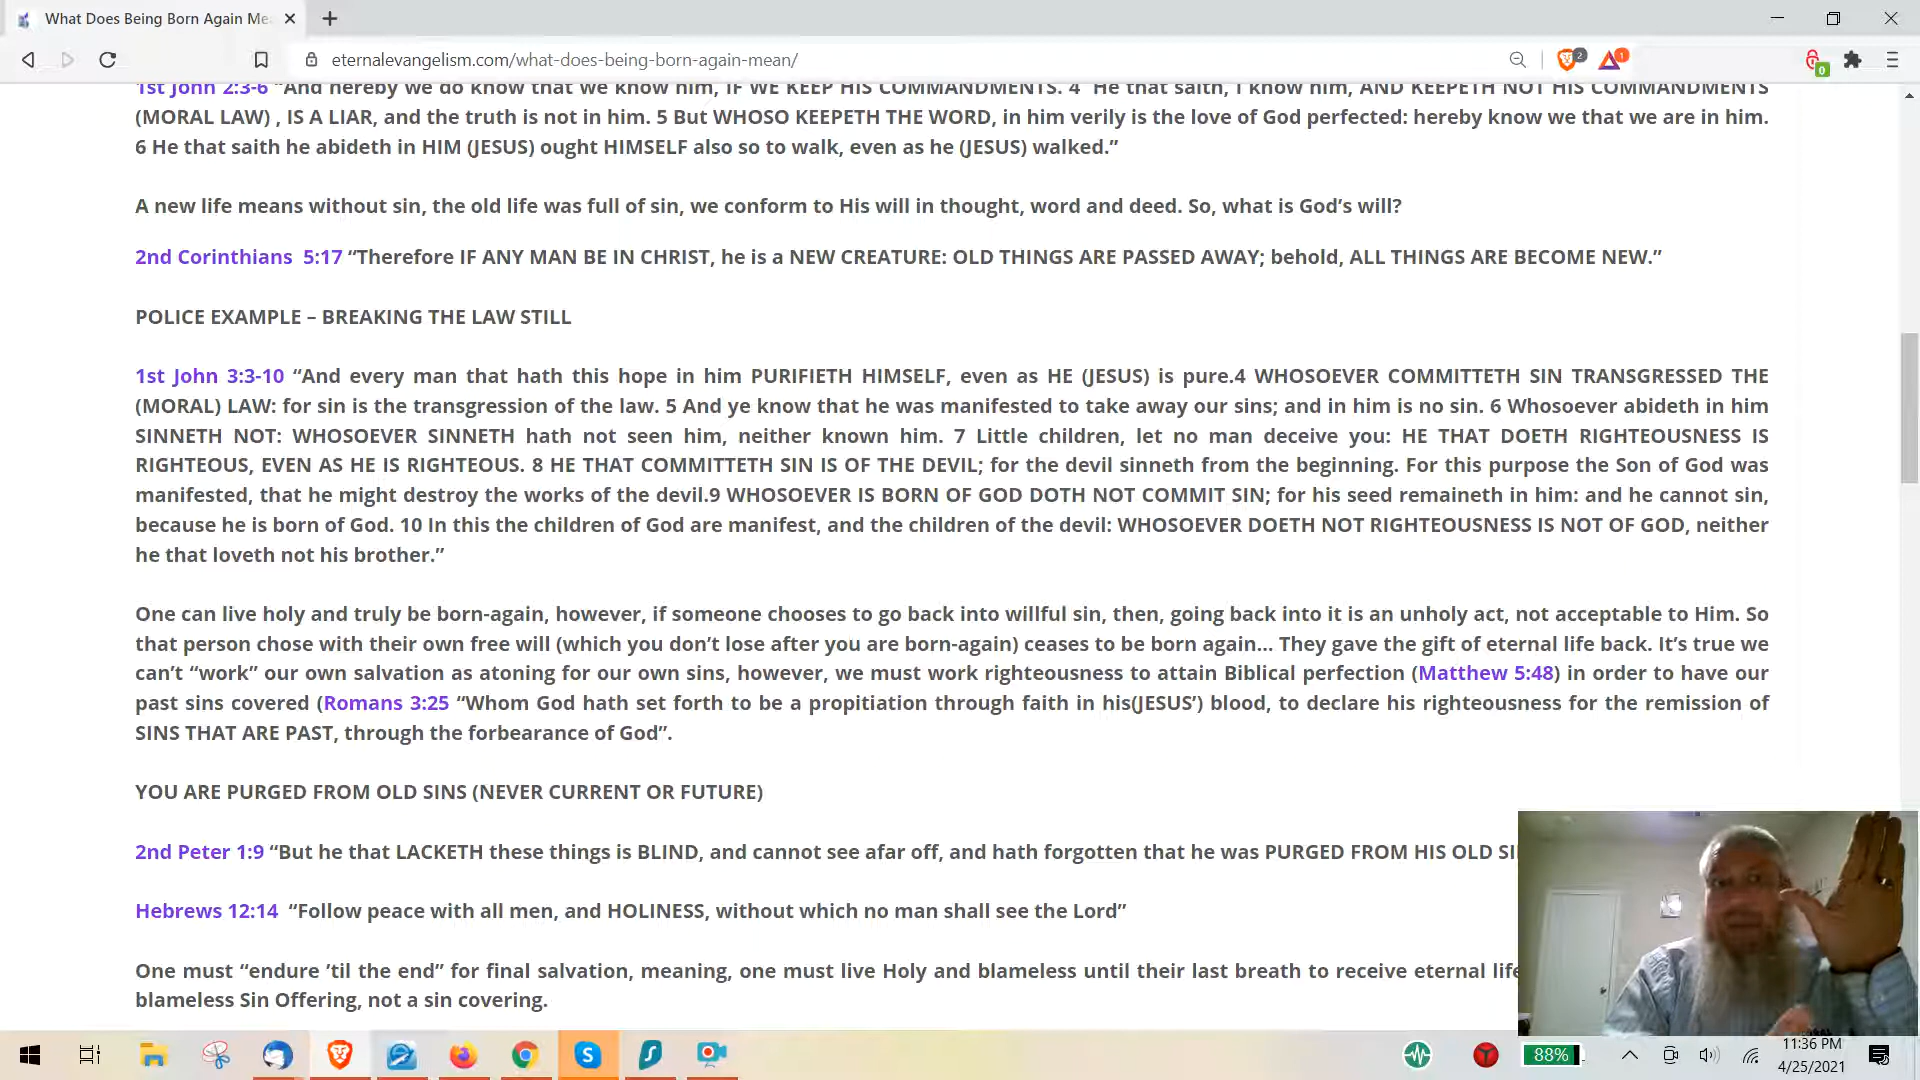 What Does Being Born Again Me
eternalevangelism.com/what-does-being-born-again-mean/
2
1
0
1st John 2:3-6 “And hereby we do know that we know him, IF WE KEEP HIS COMMANDMENTS. 4 He that saith, I know him, AND KEEPETH NOT HIS COMMANDMENTS
(MORAL LAW) , IS A LIAR, and the truth is not in him. 5 But WHOSO KEEPETH THE WORD, in him verily is the love of God perfected: hereby know we that we are in him.
6 He that saith he abideth in HIM (JESUS) ought HIMSELF also so to walk, even as he (JESUS) walked.”
A new life means without sin, the old life was full of sin, we conform to His will in thought, word and deed. So, what is God’s will?
2nd Corinthians 5:17 “Therefore IF ANY MAN BE IN CHRIST, he is a NEW CREATURE: OLD THINGS ARE PASSED AWAY; behold, ALL THINGS ARE BECOME NEW.”
POLICE EXAMPLE – BREAKING THE LAW STILL
1st John 3:3-10 “And every man that hath this hope in him PURIFIETH HIMSELF, even as HE (JESUS) is pure.4 WHOSOEVER COMMITTETH SIN TRANSGRESSED THE
(MORAL) LAW: for sin is the transgression of the law. 5 And ye know that he was manifested to take away our sins; and in him is no sin. 6 Whosoever abideth in him
SINNETH NOT: WHOSOEVER SINNETH hath not seen him, neither known him. 7 Little children, let no man deceive you: HE THAT DOETH RIGHTEOUSNESS IS
RIGHTEOUS, EVEN AS HE IS RIGHTEOUS. 8 HE THAT COMMITTETH SIN IS OF THE DEVIL; for the devil sinneth from the beginning. For this purpose the Son of God was
manifested, that he might destroy the works of the devil.9 WHOSOEVER IS BORN OF GOD DOTH NOT COMMIT SIN; for his seed remaineth in him: and he cannot sin,
because he is born of God. 10 In this the children of God are manifest, and the children of the devil: WHOSOEVER DOETH NOT RIGHTEOUSNESS IS NOT OF GOD, neither
he that loveth not his brother.”
One can live holy and truly be born-again, however, if someone chooses to go back into willful sin, then, going back into it is an unholy act, not acceptable to Him. So
that person chose with their own free will (which you don’t lose after you are born-again) ceases to be born again… They gave the gift of eternal life back. It’s true we
can’t “work” our own salvation as atoning for our own sins, however, we must work righteousness to attain Biblical perfection (Matthew 5:48) in order to have our
past sins covered (Romans 3:25 “Whom God hath set forth to be a propitiation through faith in his(JESUS’) blood, to declare his righteousness for the remission of
SINS THAT ARE PAST, through the forbearance of God”.
YOU ARE PURGED FROM OLD SINS (NEVER CURRENT OR FUTURE)
2nd Peter 1:9 “But he that LACKETH these things is BLIND, and cannot see afar off, and hath forgotten that he was PURGED FROM HIS OLD SI
Hebrews 12:14 “Follow peace with all men, and HOLINESS, without which no man shall see the Lord”
One must “endure ’til the end” for final salvation, meaning, one must live Holy and blameless until their last breath to receive eternal life
blameless Sin Offering, not a sin covering.
88%
11:36 PM
4/25/2021